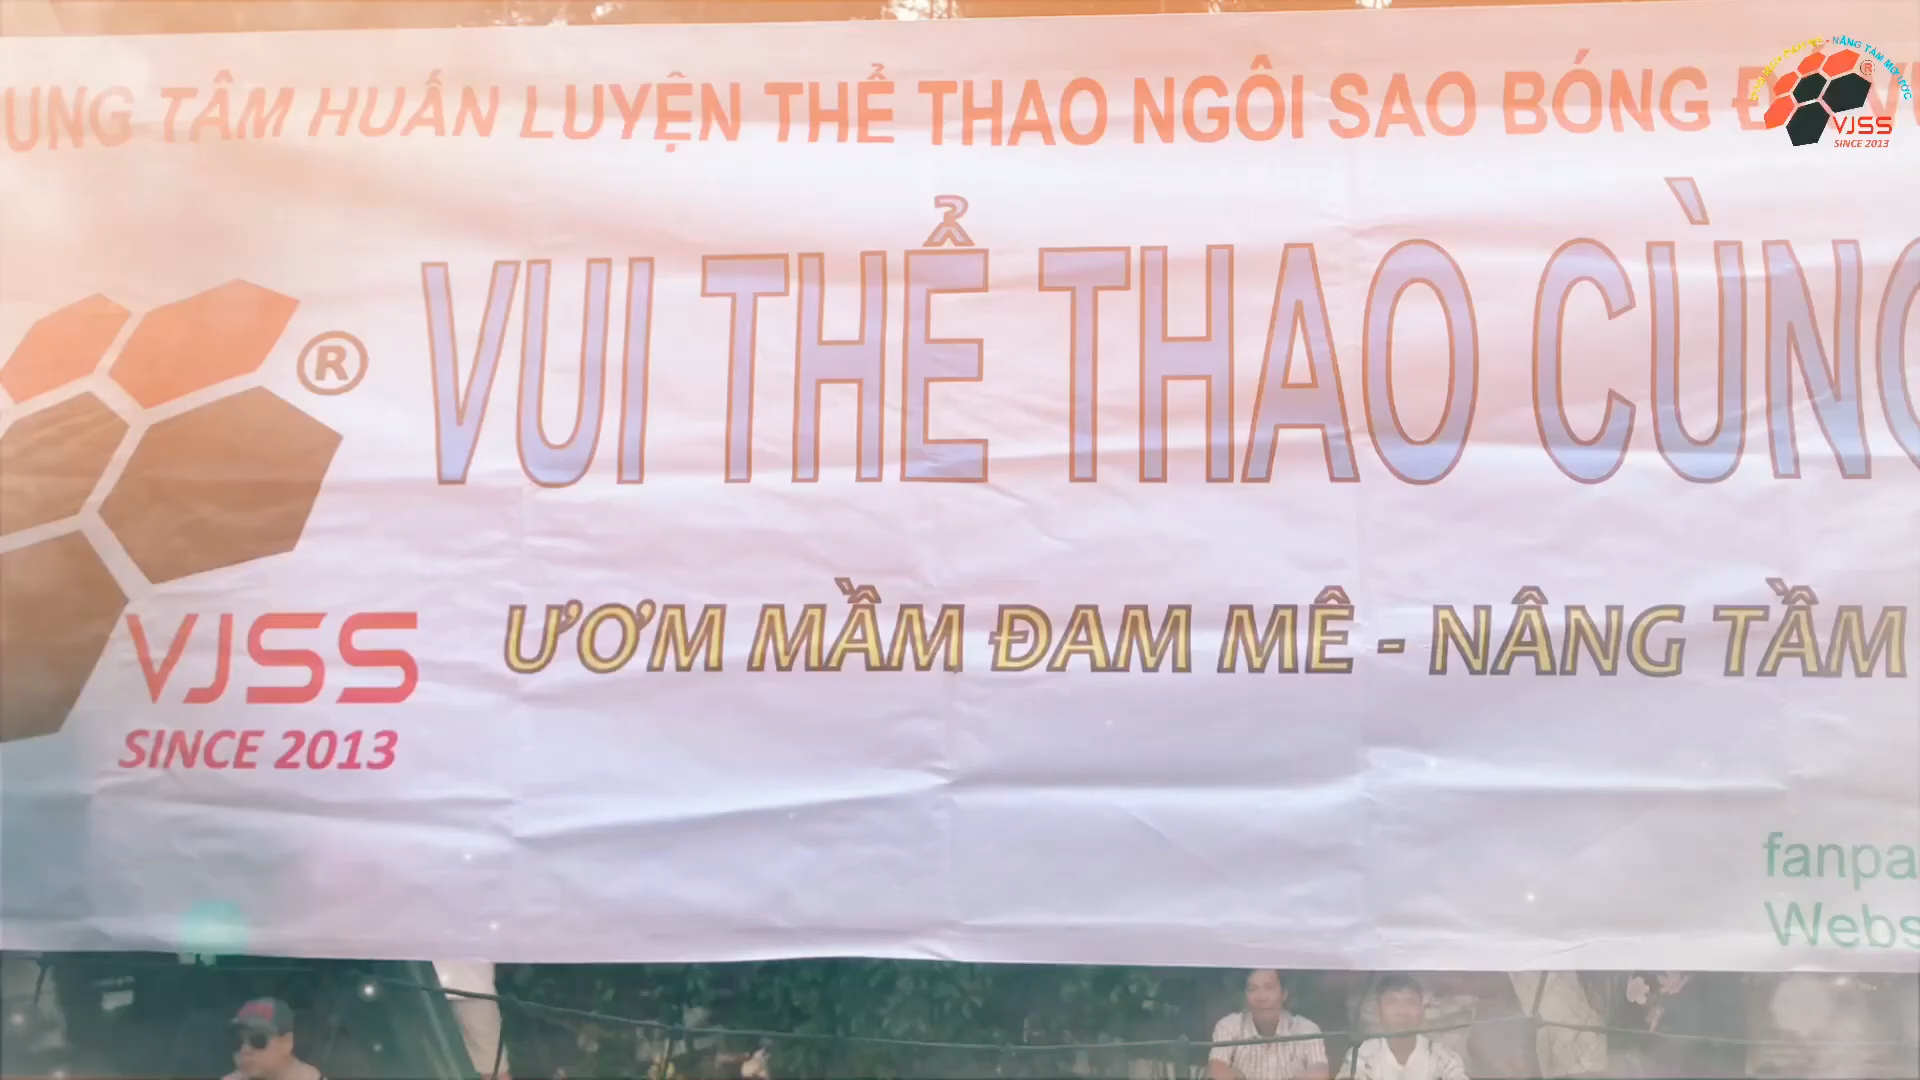 UNG TÂM HUẤN LUYỆN THỂ THAO NGÔI SAO BÓNG
VUI THỂ THAO CÙNG
®
VJSS
SINCE 2013
ƯƠM MẦM ĐAM MÊ - NÂNG TẦM
fanpa
Webs
®
VJSS
SINCE 2013